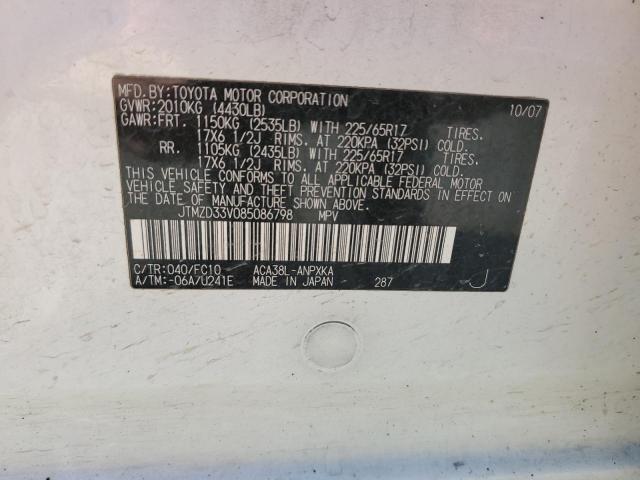 MFD.BY:TOYOTA MOTOR CORPORATION 10/07
GVWR:2010KG (4430LB)
GAWR:FRT. 1150KG (2535LB) WITH 225/65R17 TIRES.
17X6 1/2J RIMS. AT 220KPA (32PSI) COLD.
RR. 1105KG (2435LB) WITH 225/65R17 TIRES.
17X6 1/2J RIMS. AT 220KPA (32PSI) COLD.
THIS VEHICLE CONFORMS TO ALL APPLICABLE FEDERAL MOTOR
VEHICLE SAFETY AND BUMPER STANDARDS IN EFFECT ON
THE DATE OF MANUFACTURE SHOWN ABOVE.
JTMZD33V085086798 MPV
C/TR:040/FC10 ACA38L-ANPXKA
A/TM:-06A/U241E MADE IN JAPAN 287 J